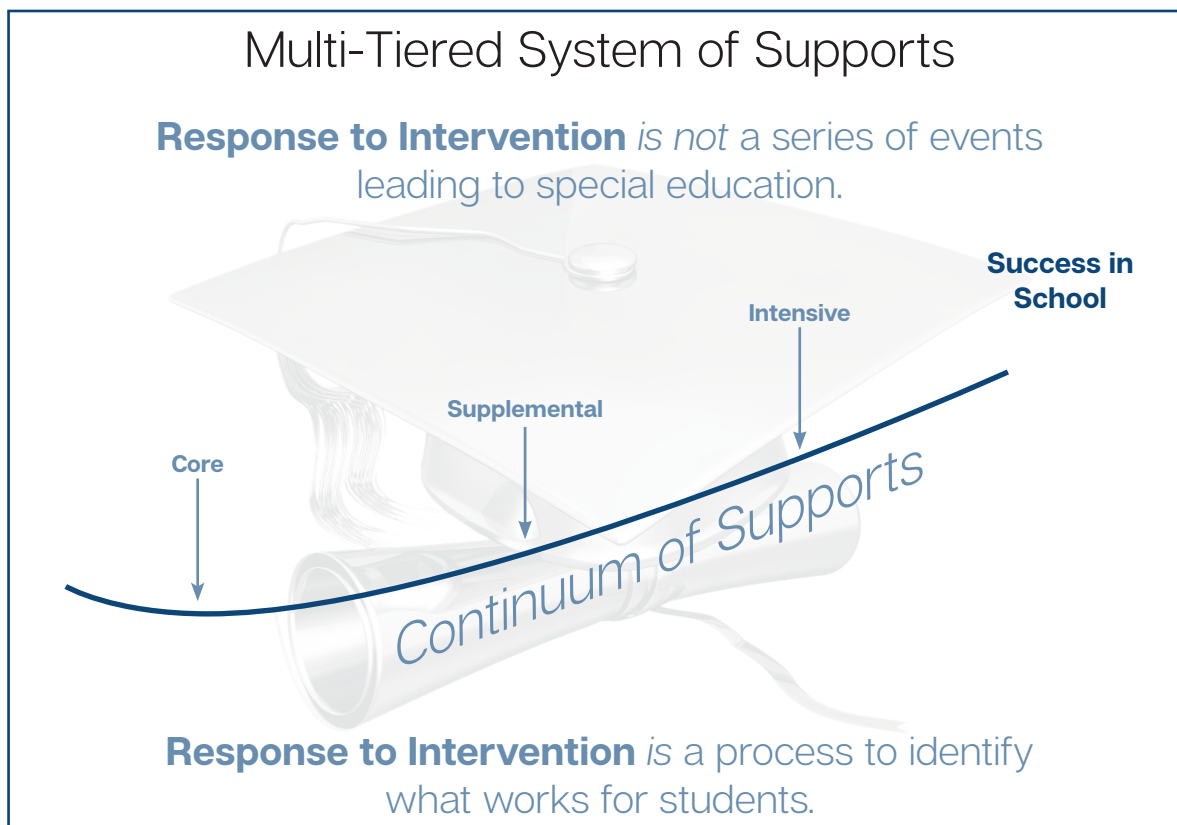 Multi-Tiered System of Supports
Response to Intervention is not a series of events
leading to special education.
Success in
School
Intensive
Supplemental
Core
Continuum of Supports
Response to Intervention is a process to identify
what works for students.